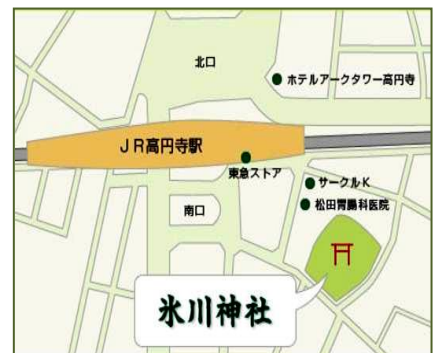 北口
ホテルアークタワー高円寺
JR高円寺駅
東急ストア
サークルK
南口
松田胃腸科医院
氷川神社